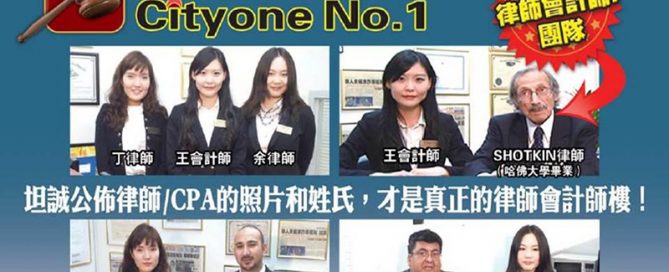 Cityone No.1
律師會計師
團隊
丁律師
王會計師
余律師
王會計師
SHOTKIN律師
(哈佛大學畢業)
坦誠公佈律師/CPA的照片和姓氏，才是真正的律師會計師樓！